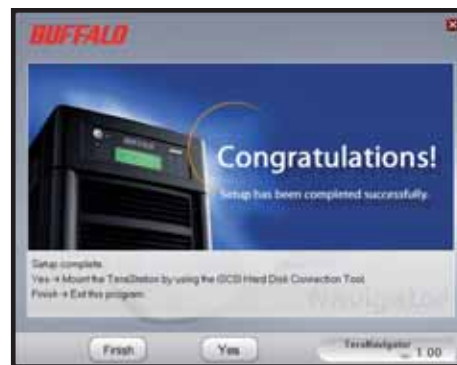 BUFFALO
Congratulations!
Setup has been completed successfully.
Setup complete.
Yes → Mount the TeraStation by using the iSCSI Hard Disk Connection Tool.
Finish → Exit this program.
Navigator
Finish
Yes
TeraNavigator
1.00